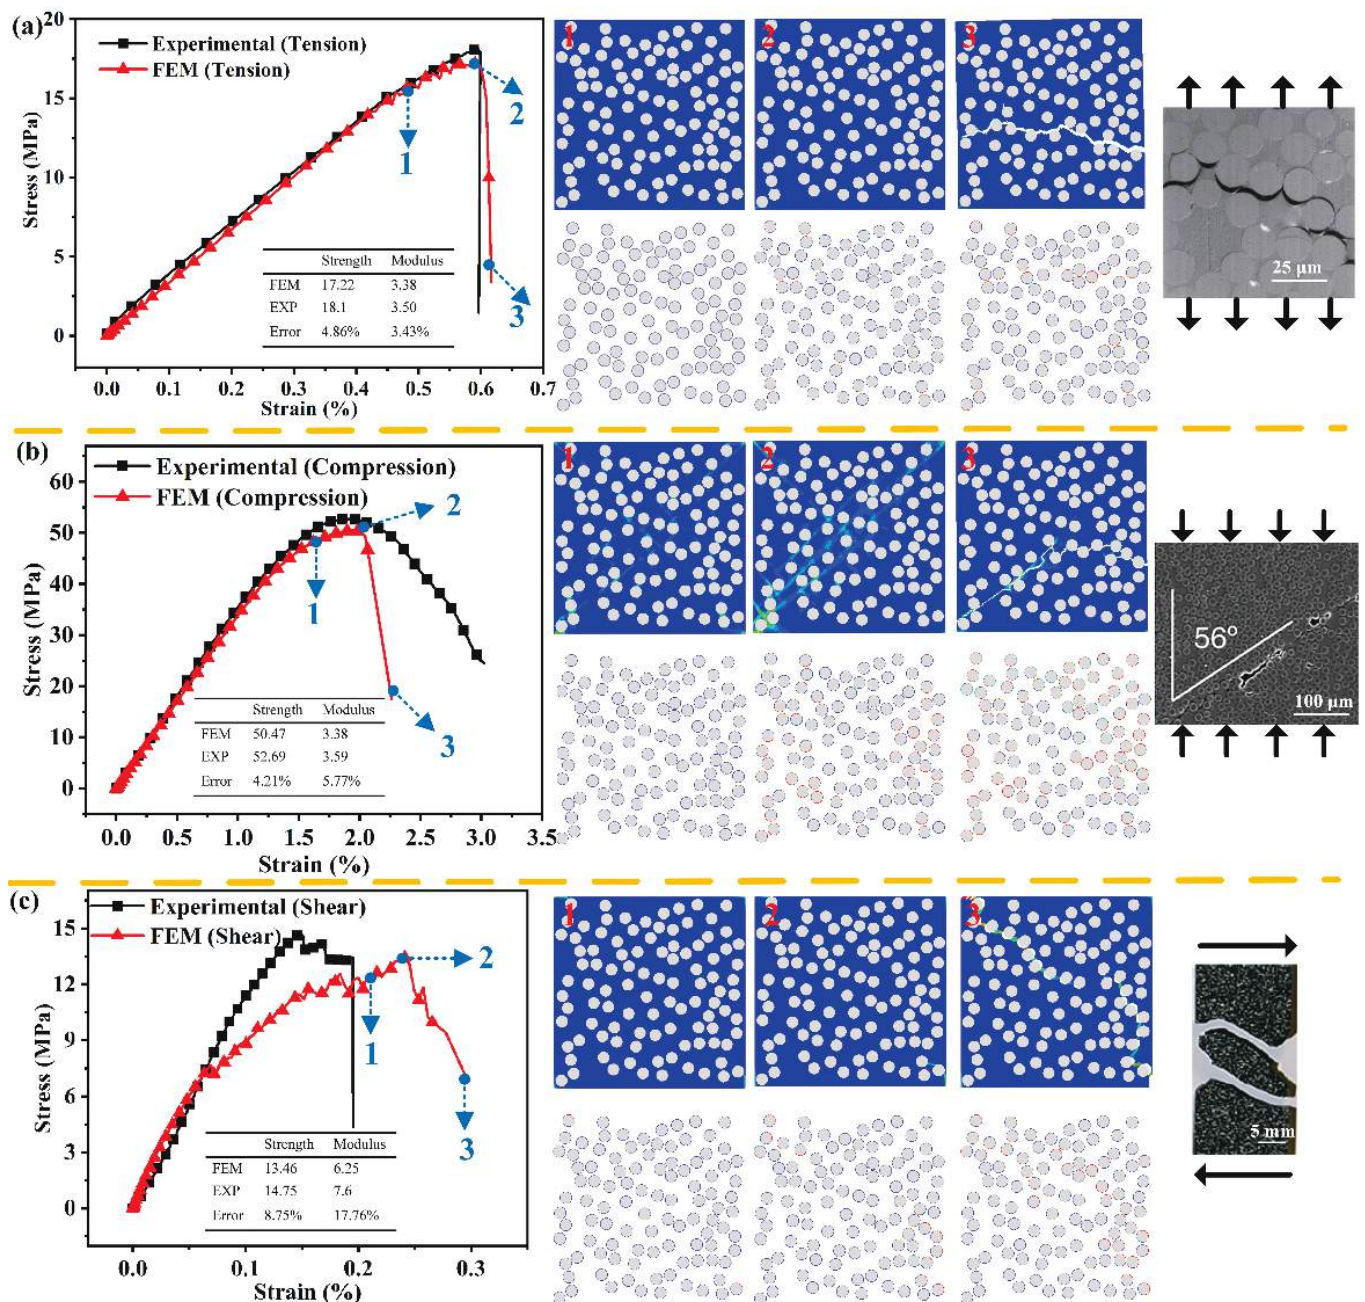 (a)
Experimental (Tension)
FEM (Tension)
Stress (MPa)
20
15
10
5
0
1
2
3
Strength Modulus
FEM 17.22 3.38
EXP 18.1 3.50
Error 4.86% 3.43%
0.0 0.1 0.2 0.3 0.4 0.5 0.6 0.7
Strain (%)
1 2 3
25 μm
(b)
Experimental (Compression)
FEM (Compression)
Stress (MPa)
60
50
40
30
20
10
0
2
1
3
Strength Modulus
FEM 50.47 3.38
EXP 52.69 3.59
Error 4.21% 5.77%
0.0 0.5 1.0 1.5 2.0 2.5 3.0 3.5
Strain (%)
1 2 3
56º
100 μm
(c)
Experimental (Shear)
FEM (Shear)
Stress (MPa)
15
12
9
6
3
0
2
1
3
Strength Modulus
FEM 13.46 6.25
EXP 14.75 7.6
Error 8.75% 17.76%
0.0 0.1 0.2 0.3
Strain (%)
1 2 3
5 mm